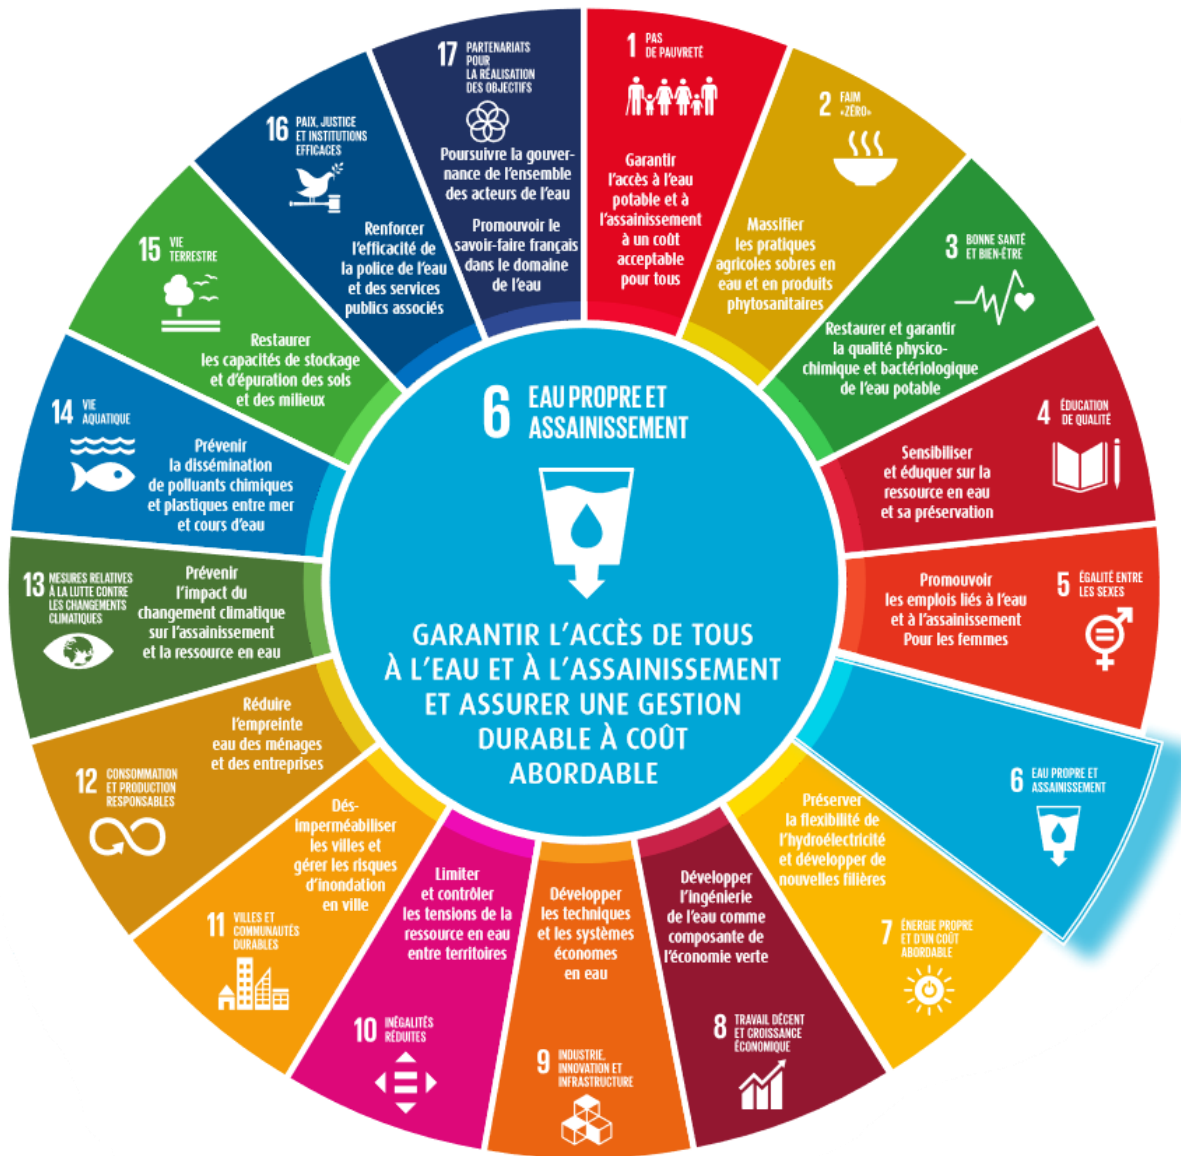 6 EAU PROPRE ET
ASSAINISSEMENT
GARANTIR L'ACCÈS DE TOUS
À L'EAU ET À L'ASSAINISSEMENT
ET ASSURER UNE GESTION
DURABLE À COÛT
ABORDABLE
1 PAS
DE PAUVRETÉ
Garantir
l'accès à l'eau
potable et à
l'assainissement
à un coût
acceptable
pour tous
2 FAIM
«ZÉRO»
Massifier
les pratiques
agricoles sobres en
eau et en produits
phytosanitaires
3 BONNE SANTÉ
ET BIEN-ÊTRE
Restaurer et garantir
la qualité physico-
chimique et bactériologique
de l'eau potable
4 ÉDUCATION
DE QUALITÉ
Sensibiliser
et éduquer sur la
ressource en eau
et sa préservation
5 ÉGALITÉ ENTRE
LES SEXES
Promouvoir
les emplois liés à l'eau
et à l'assainissement
Pour les femmes
6 EAU PROPRE ET
ASSAINISSEMENT
Préserver
la flexibilité de
l'hydroélectricité
et développer de
nouvelles filières
7 ÉNERGIE PROPRE
ET D'UN COÛT
ABORDABLE
Développer
l'ingénierie
de l'eau comme
composante de
l'économie verte
8 TRAVAIL DÉCENT
ET CROISSANCE
ÉCONOMIQUE
Développer
les techniques
et les systèmes
économes
en eau
9 INDUSTRIE,
INNOVATION ET
INFRASTRUCTURE
Limiter
et contrôler
les tensions de la
ressource en eau
entre territoires
10 INÉGALITÉS
RÉDUITES
Dés-
imperméabiliser
les villes et
gérer les risques
d'inondation
en ville
11 VILLES ET
COMMUNAUTÉS
DURABLES
Réduire
l'empreinte
eau des ménages
et des entreprises
12 CONSOMMATION
ET PRODUCTION
RESPONSABLES
13 MESURES RELATIVES
À LA LUTTE CONTRE
LES CHANGEMENTS
CLIMATIQUES
Prévenir
l'impact du
changement climatique
sur l'assainissement
et la ressource en eau
14 VIE
AQUATIQUE
Prévenir
la dissémination
de polluants chimiques
et plastiques entre mer
et cours d'eau
15 VIE
TERRESTRE
Restaurer
les capacités de stockage
et d'épuration des sols
et des milieux
16 PAIX, JUSTICE
ET INSTITUTIONS
EFFICACES
Renforcer
l'efficacité de
la police de l'eau
et des services
publics associés
17 PARTENARIATS
POUR
LA RÉALISATION
DES OBJECTIFS
Poursuivre la gouver-
nance de l'ensemble
des acteurs de l'eau
Promouvoir le
savoir-faire français
dans le domaine
de l'eau